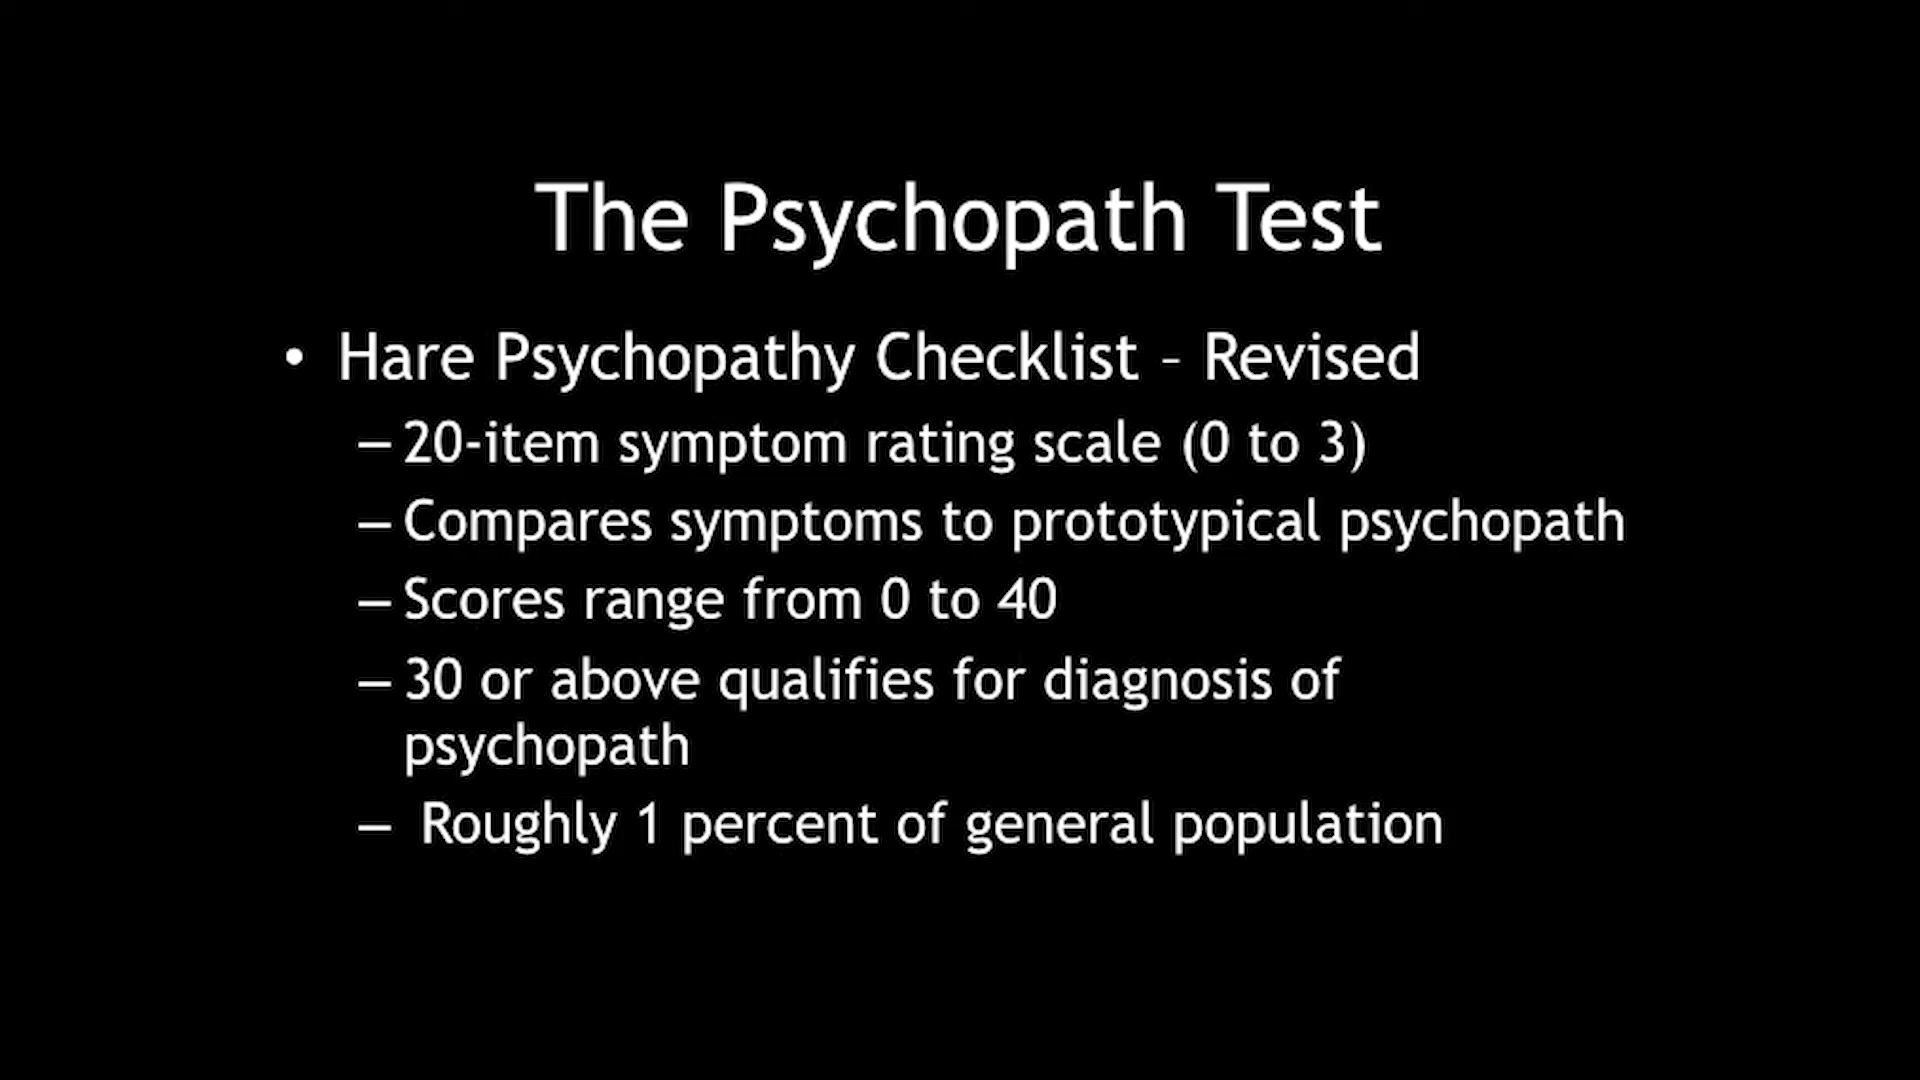 The Psychopath Test
• Hare Psychopathy Checklist – Revised
– 20-item symptom rating scale (0 to 3)
– Compares symptoms to prototypical psychopath
– Scores range from 0 to 40
– 30 or above qualifies for diagnosis of
psychopath
– Roughly 1 percent of general population